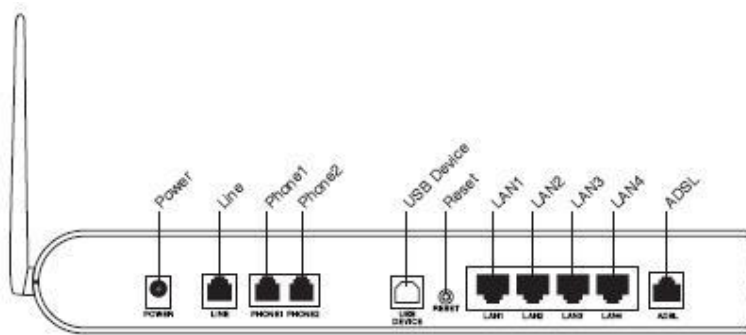 Power
Line
Phone1
Phone2
USB Device
Reset
LAN1
LAN2
LAN3
LAN4
ADSL
POWER
LINE
PHONE1
PHONE2
USB
DEVICE
RESET
LAN1
LAN2
LAN3
LAN4
ADSL